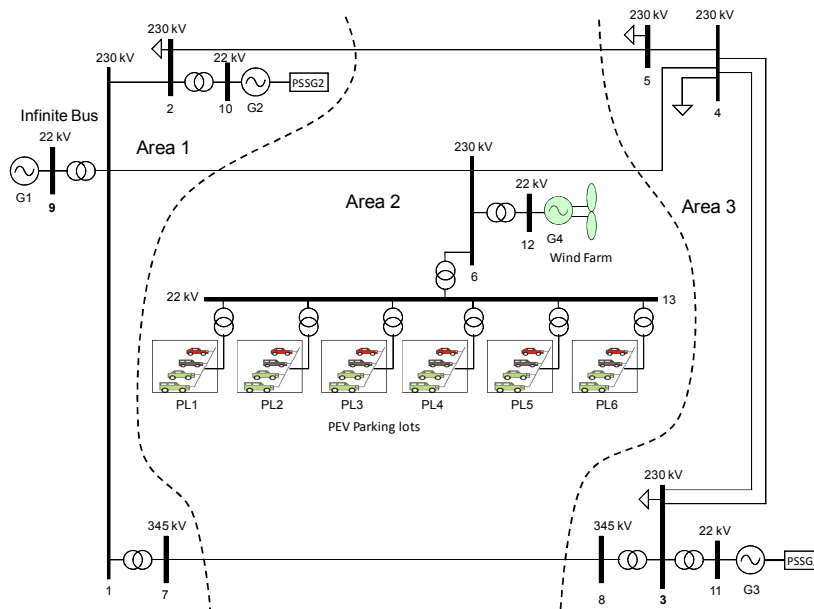 230 kV
230 kV
230 kV
230 kV
22 kV
PSSG2
2
10
G2
5
4
Infinite Bus
22 kV
G1
9
Area 1
230 kV
Area 2
22 kV
12
G4
Wind Farm
6
Area 3
22 kV
13
PL1
PL2
PL3
PL4
PL5
PL6
PEV Parking lots
230 kV
345 kV
345 kV
22 kV
PSSG
1
7
8
3
11
G3